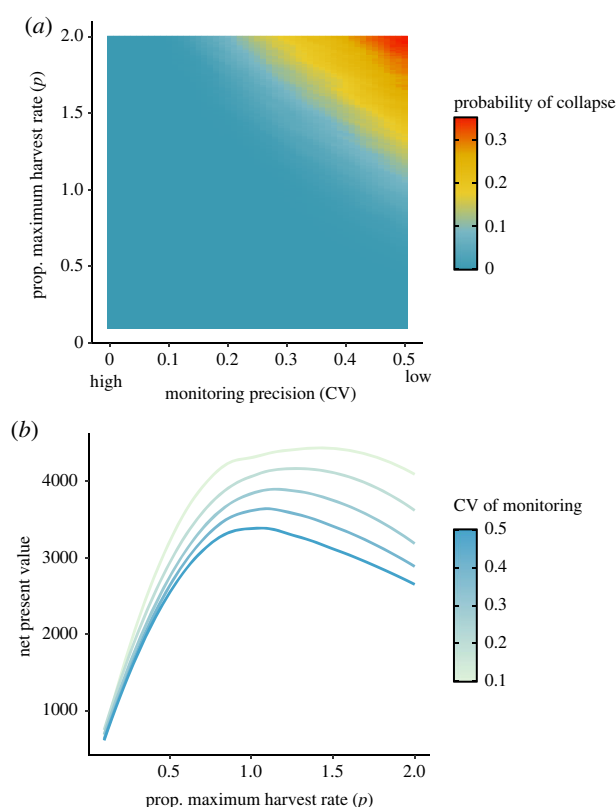 (a)
prop. maximum harvest rate (p)
2.0
1.5
1.0
0.5
0
0 0.1 0.2 0.3 0.4 0.5
high low
monitoring precision (CV)
probability of collapse
0.3
0.2
0.1
0
(b)
net present value
4000
3000
2000
1000
0.5 1.0 1.5 2.0
prop. maximum harvest rate (p)
CV of monitoring
0.5
0.4
0.3
0.2
0.1